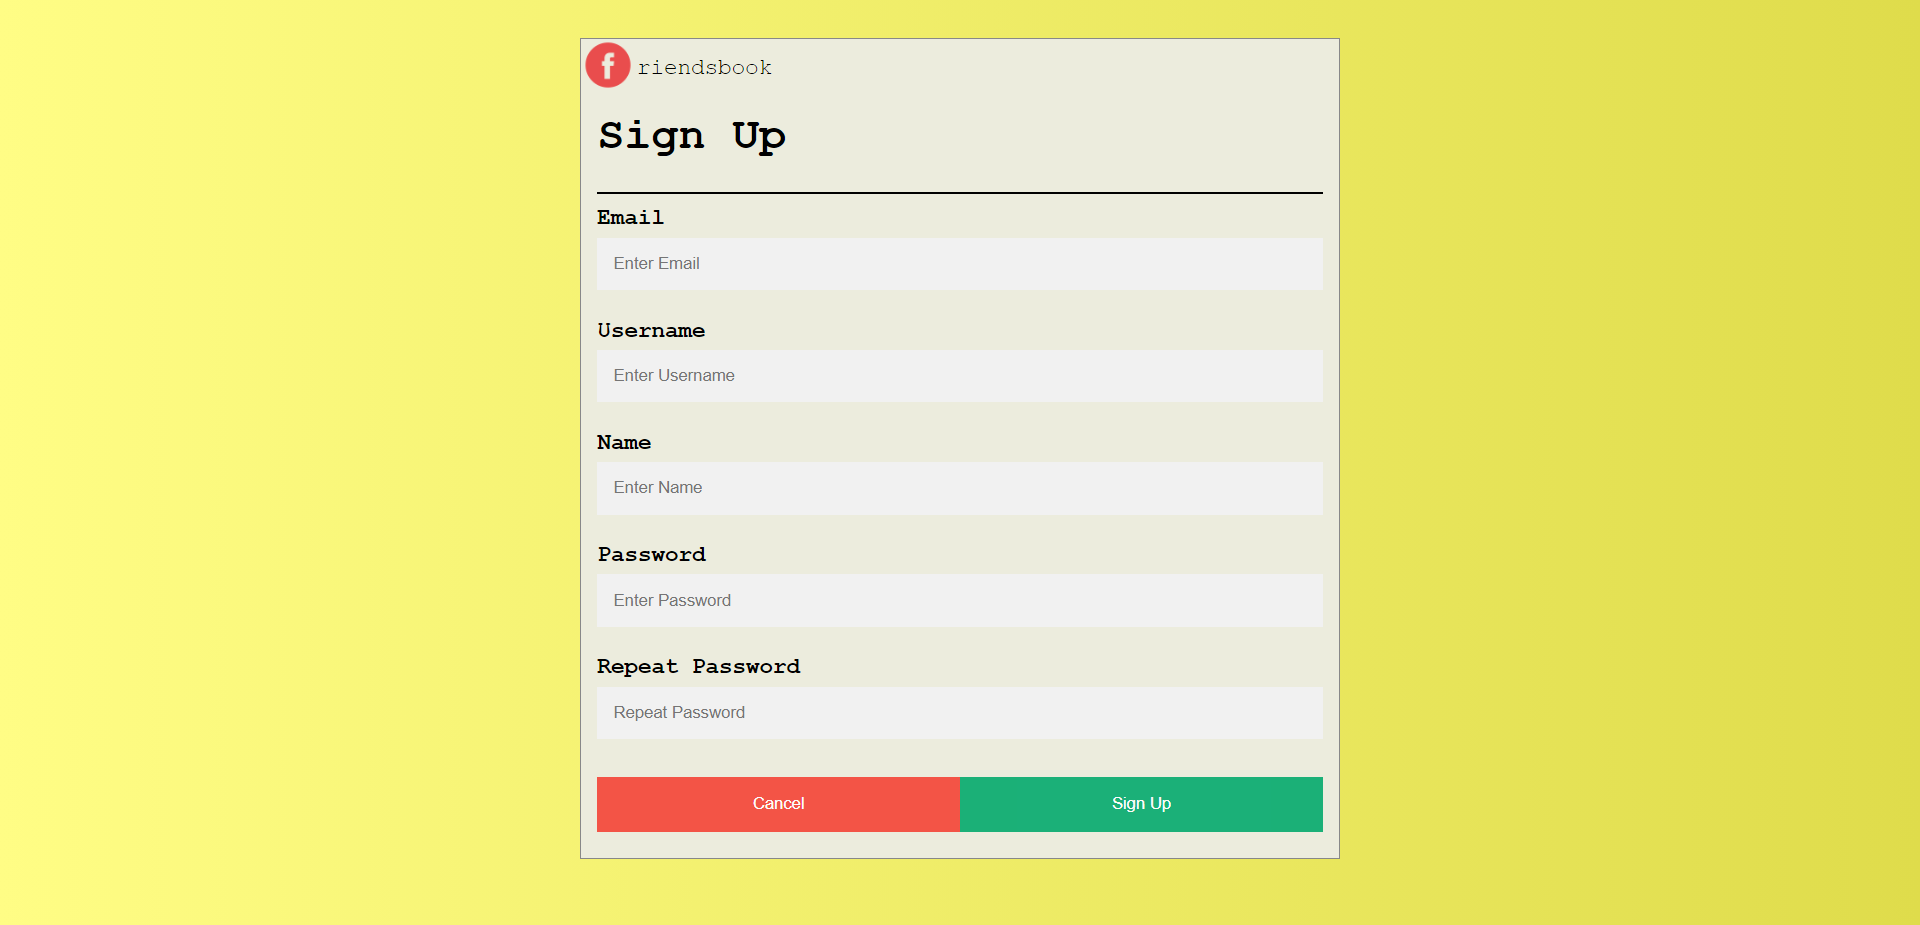 f riendsbook
Sign Up
Email
Enter Email
Username
Enter Username
Name
Enter Name
Password
Enter Password
Repeat Password
Repeat Password
Cancel Sign Up